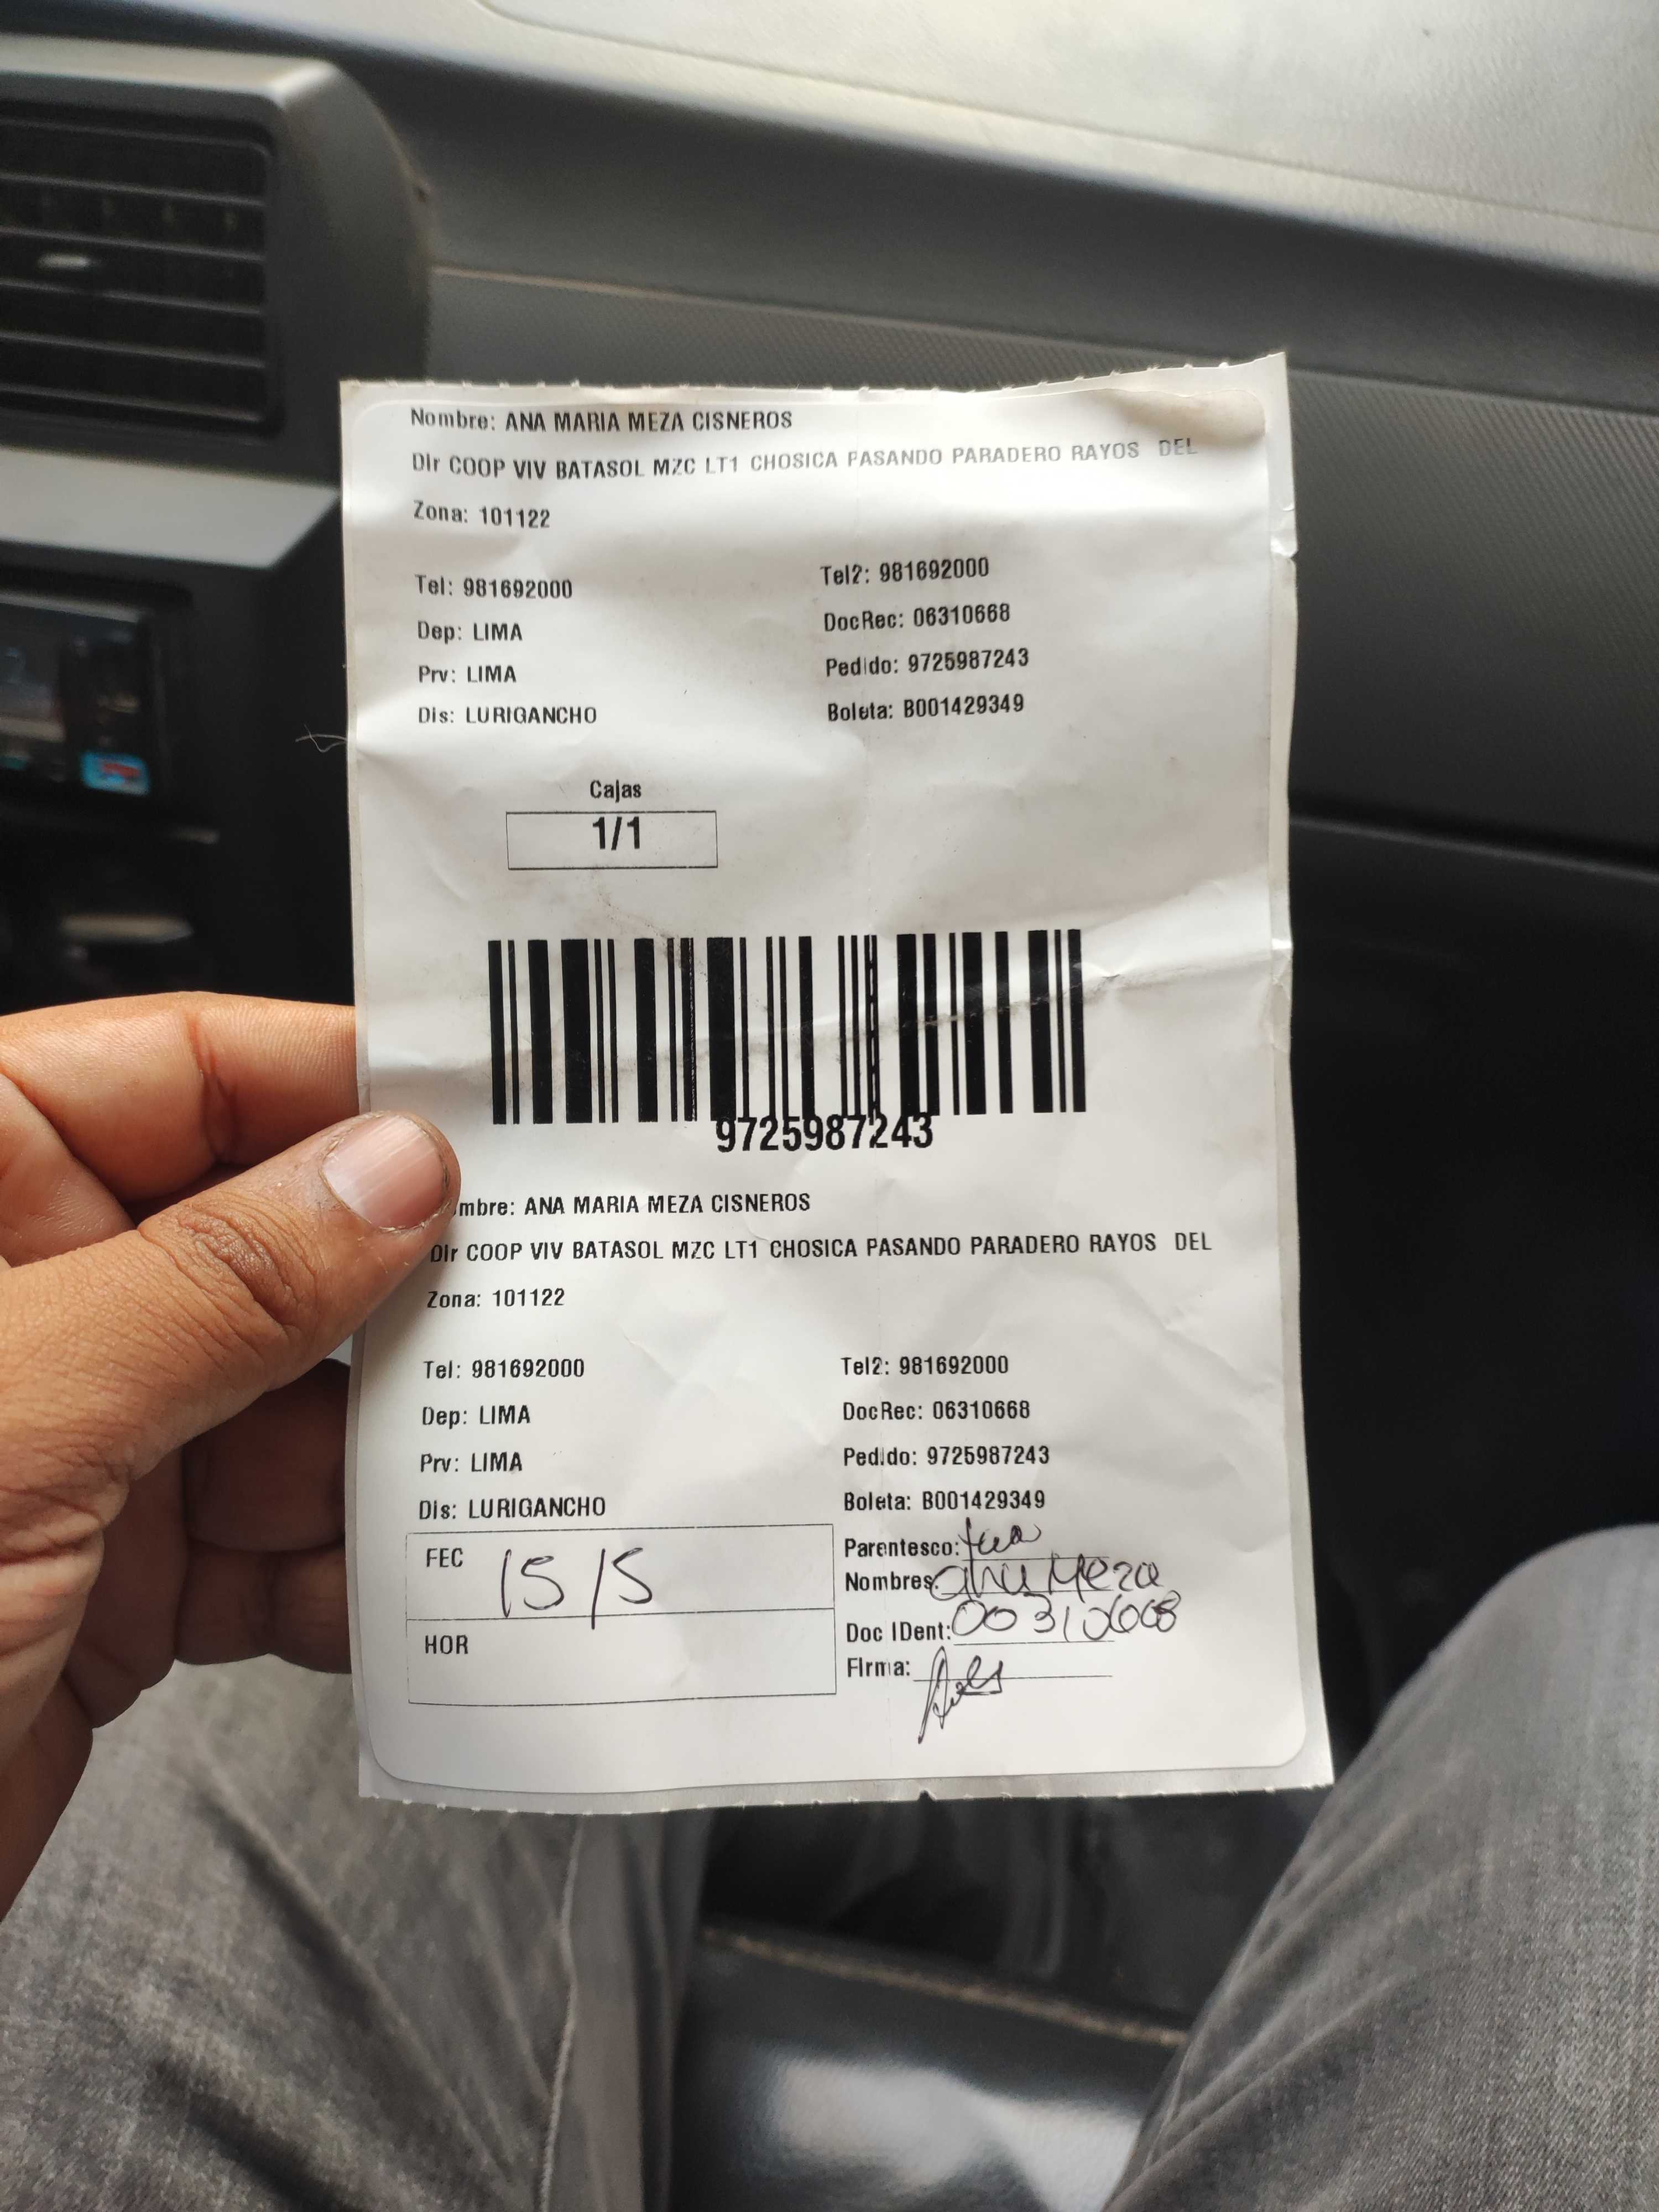 Nombre: ANA MARIA MEZA CISNEROS
Dir COOP VIV BATASOL MZC LT1 CHOSICA PASANDO PARADERO RAYOS DEL
Zona: 101122
Tel: 981692000 Tel2: 981692000
Dep: LIMA DocRec: 06310668
Prv: LIMA Pedido: 9725987243
Dis: LURIGANCHO Boleta: B001429349
Cajas
1/1
9725987243
mbre: ANA MARIA MEZA CISNEROS
Dir COOP VIV BATASOL MZC LT1 CHOSICA PASANDO PARADERO RAYOS DEL
Zona: 101122
Tel: 981692000 Tel2: 981692000
Dep: LIMA DocRec: 06310668
Prv: LIMA Pedido: 9725987243
Dis: LURIGANCHO Boleta: B001429349
FEC 15/5 Parentesco:
Nombres: Meza
HOR Doc IDent:
Firma: